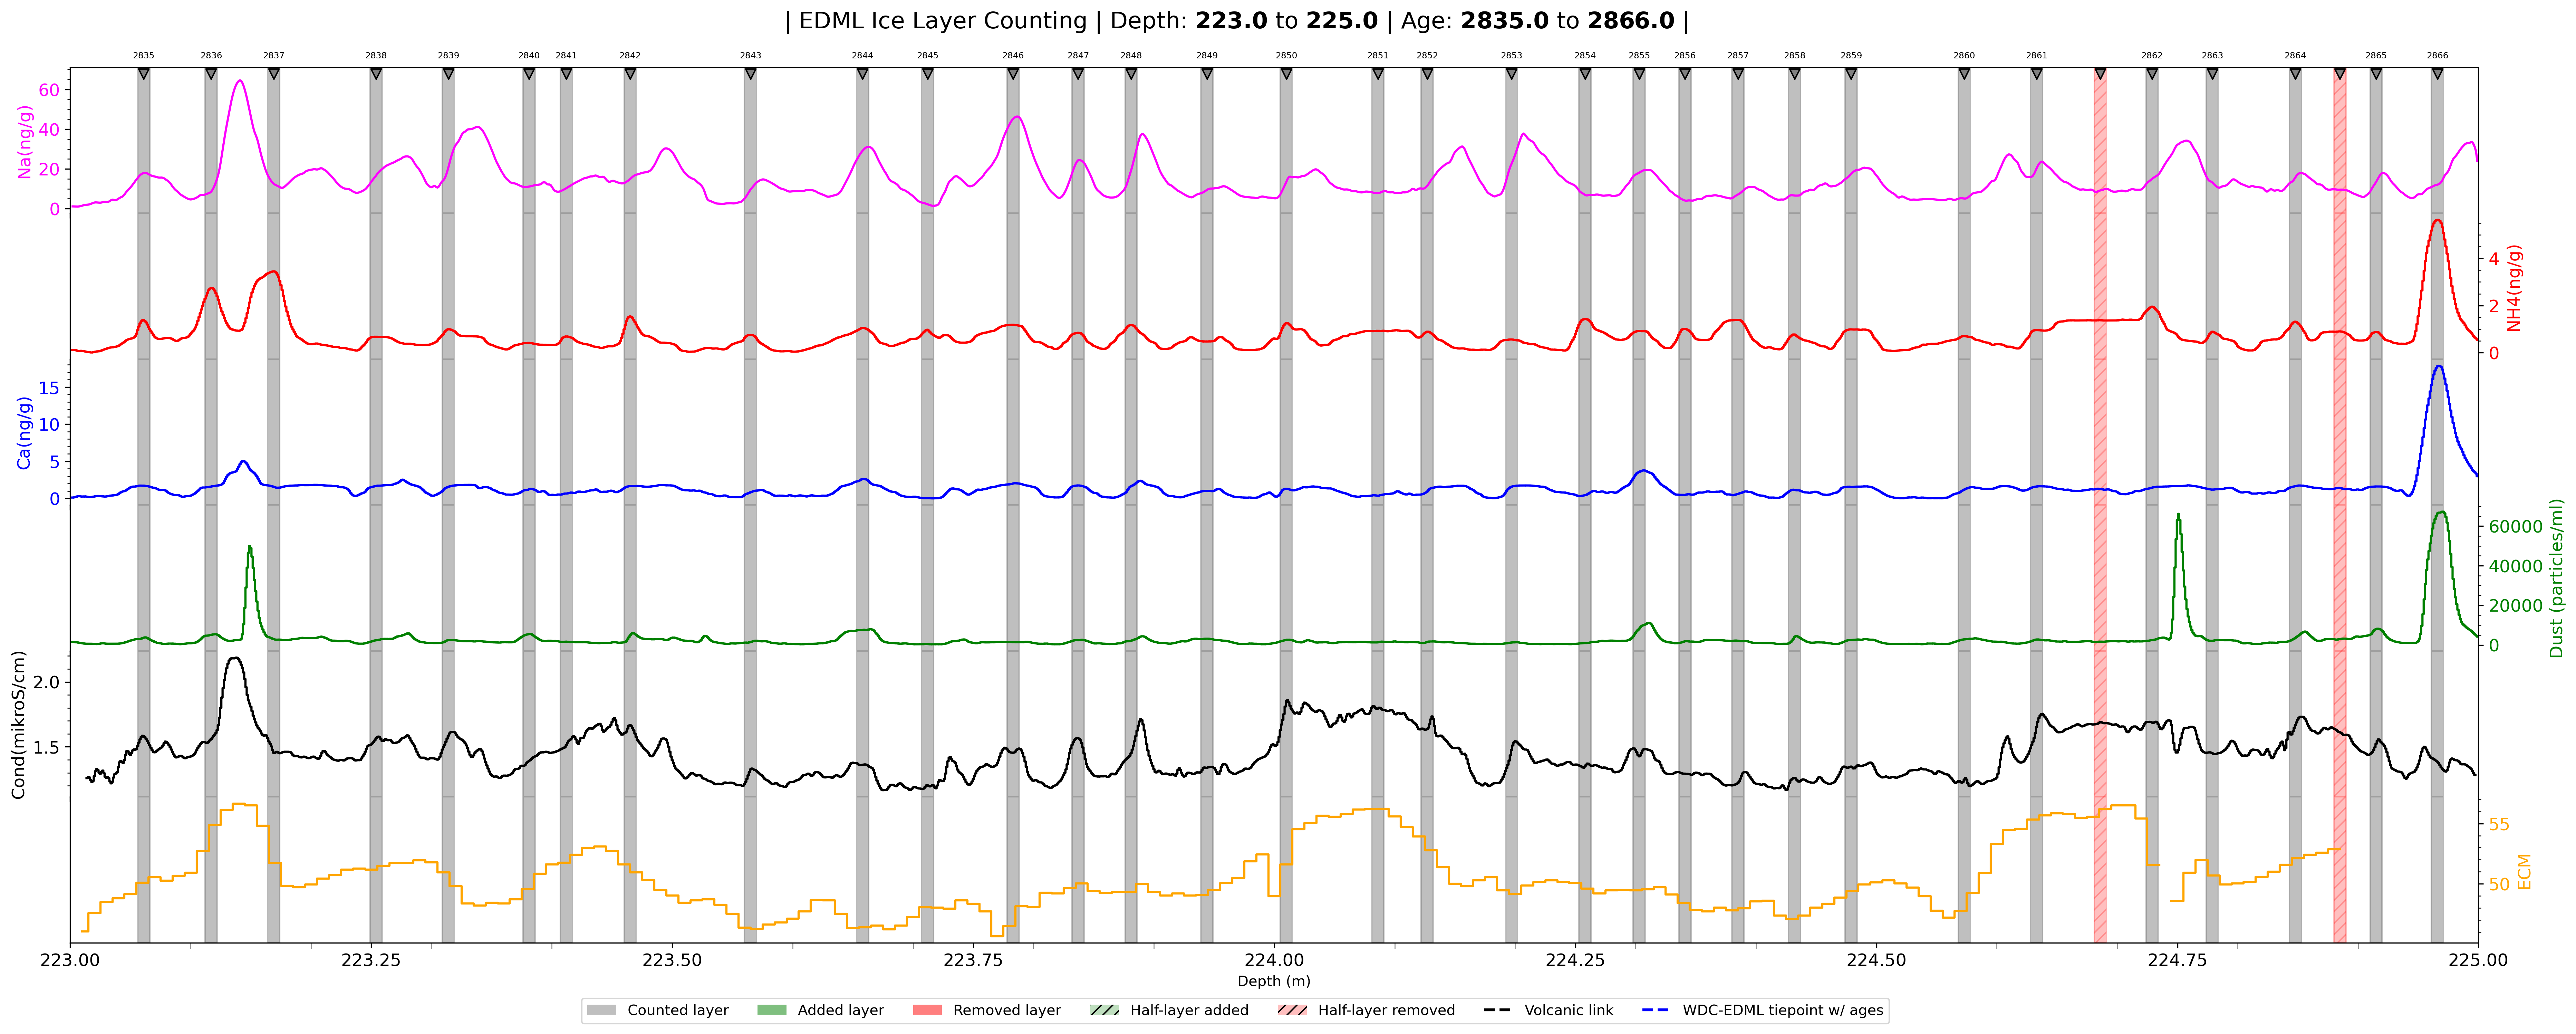 | EDML Ice Layer Counting | Depth: 223.0 to 225.0 | Age: 2835.0 to 2866.0 |
2835 2836 2837 2838 2839 2840 2841 2842 2843 2844 2845 2846 2847 2848 2849 2850 2851 2852 2853 2854 2855 2856 2857 2858 2859 2860 2861 2862 2863 2864 2865 2866
Na(ng/g)
60
40
20
0
NH4(ng/g)
4
2
0
Ca(ng/g)
15
10
5
0
Dust (particles/ml)
60000
40000
20000
0
Cond(mikroS/cm)
2.0
1.5
ECM
55
50
223.00 223.25 223.50 223.75 224.00 224.25 224.50 224.75 225.00
Depth (m)
Counted layer Added layer Removed layer Half-layer added Half-layer removed Volcanic link WDC-EDML tiepoint w/ ages